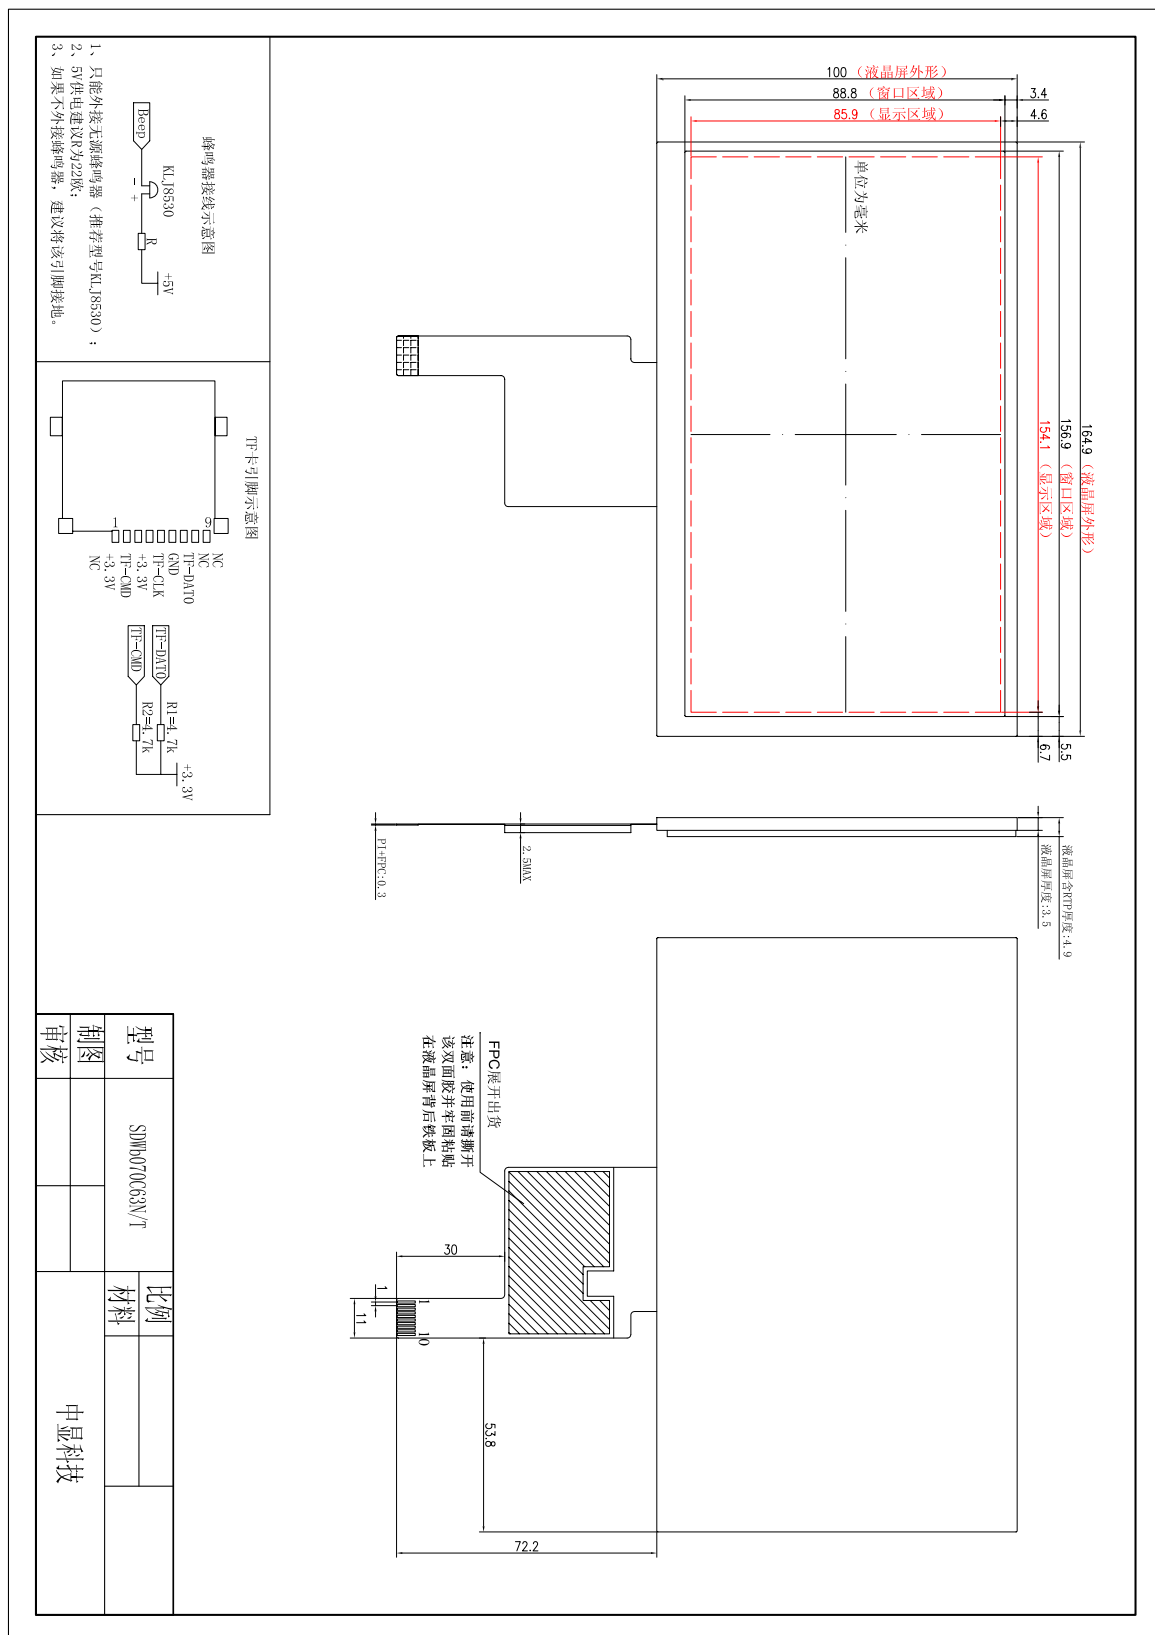 100（液晶屏外形）
88.8（窗口区域）
85.9（显示区域）
3.4
4.6
单位为毫米
164.9（液晶屏外形）
156.9（窗口区域）
154.1（显示区域）
5.5
6.7
蜂鸣器接线示意图
Beep
KLJ8530
- +
R
+5V
1、只能外接无源蜂鸣器（推荐型号KLJ8530）；
2、5V供电建议R为22欧;
3、如果不外接蜂鸣器，建议将该引脚接地。
TF卡引脚示意图
9
1
NC
NC
TF-DAT0
GND
TF-CLK
+3.3V
TF-CMD
+3.3V
NC
TF-DAT0
TF-CMD
R1=4.7k
R2=4.7k
+3.3V
液晶屏含RTP厚度:4.9
液晶屏厚度:3.5
2.5MAX
PI+FPC:0.3
FPC展开出货
注意：使用前请撕开
该双面胶并牢固粘贴
在液晶屏背后铁板上
30
1
11
1
10
53.8
72.2
型号
SDWb070C63N/T
比例
制图
材料
审核
中显科技